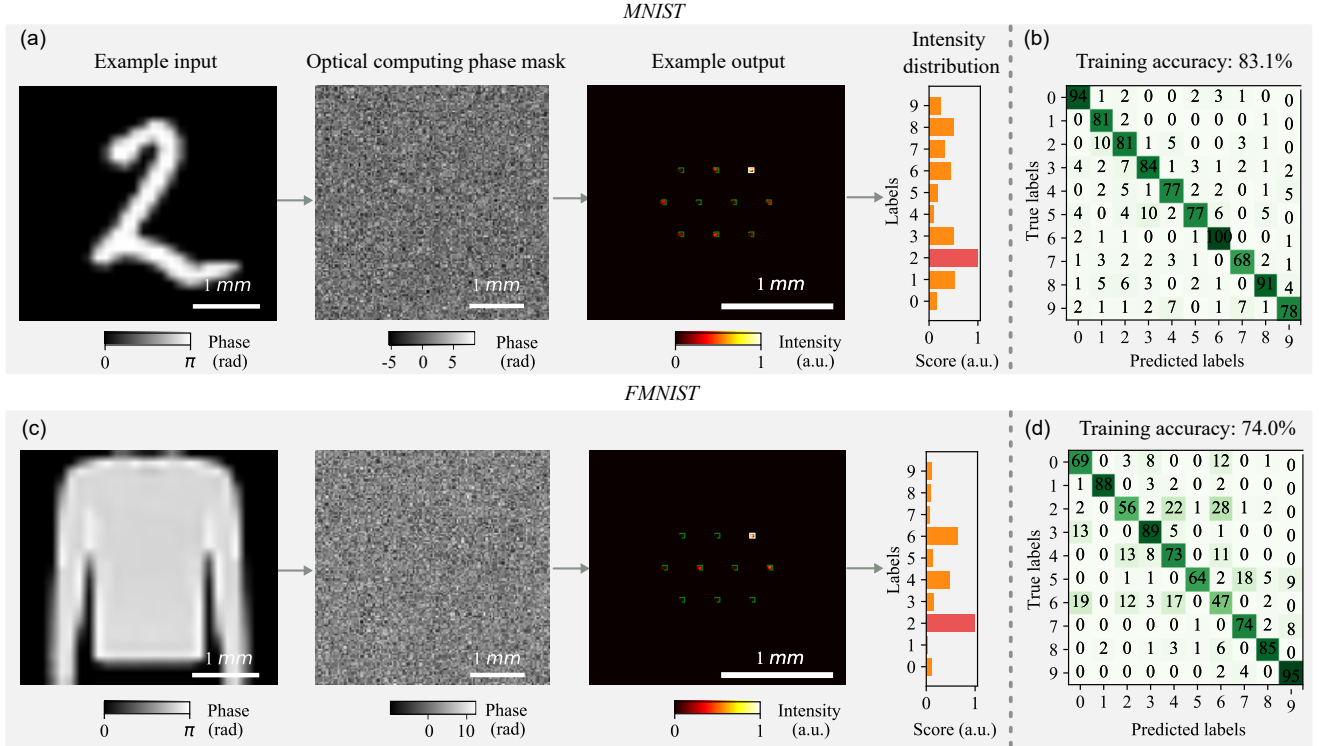 MNIST
(a)
Example input
Optical computing phase mask
Example output
Intensity
distribution
1 mm
1 mm
1 mm
0
π
Phase
(rad)
-5 0 5
Phase
(rad)
0
1
Intensity
(a.u.)
Labels
9
8
7
6
5
4
3
2
1
0
0 1
Score (a.u.)
(b)
Training accuracy: 83.1%
True labels
0 94 1 2 0 0 2 3 1 0 0
1 0 81 2 0 0 0 0 0 1 0
2 0 10 81 1 5 0 0 3 1 0
3 4 2 7 84 1 3 1 2 1 2
4 0 2 5 1 77 2 2 0 1 5
5 4 0 4 10 2 77 6 0 5 0
6 2 1 1 0 1 1 100 0 0 1
7 1 3 2 2 3 1 0 68 2 1
8 1 5 6 3 0 2 1 0 91 4
9 2 1 1 2 7 0 1 7 1 78
0 1 2 3 4 5 6 7 8 9
Predicted labels
FMNIST
(c)
1 mm
1 mm
1 mm
0
π
Phase
(rad)
0 10
Phase
(rad)
0
1
Intensity
(a.u.)
Labels
9
8
7
6
5
4
3
2
1
0
0 1
Score (a.u.)
(d)
Training accuracy: 74.0%
True labels
0 69 0 3 8 0 0 12 0 1 0
1 1 88 0 3 2 0 2 0 0 0
2 2 0 56 2 22 1 28 1 2 0
3 13 0 0 89 5 0 1 0 0 0
4 0 0 13 8 73 0 11 0 0 0
5 0 0 1 1 0 64 2 18 5 9
6 19 0 12 3 17 0 47 0 2 0
7 0 0 0 0 0 1 0 74 2 8
8 0 2 0 1 3 1 6 0 85 0
9 0 0 0 0 0 0 2 4 0 95
0 1 2 3 4 5 6 7 8 9
Predicted labels